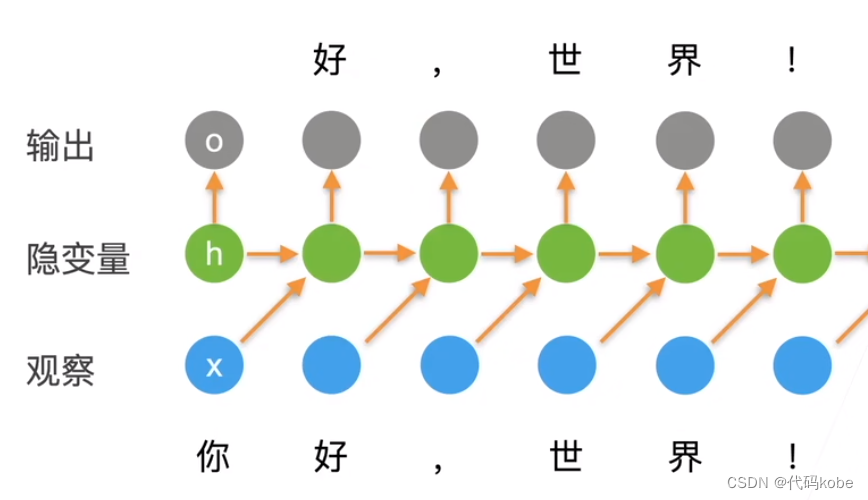 好 , 世 界 !
输出 o
隐变量 h
观察 x
你 好 , 世 界 !
CSDN @代码kobe